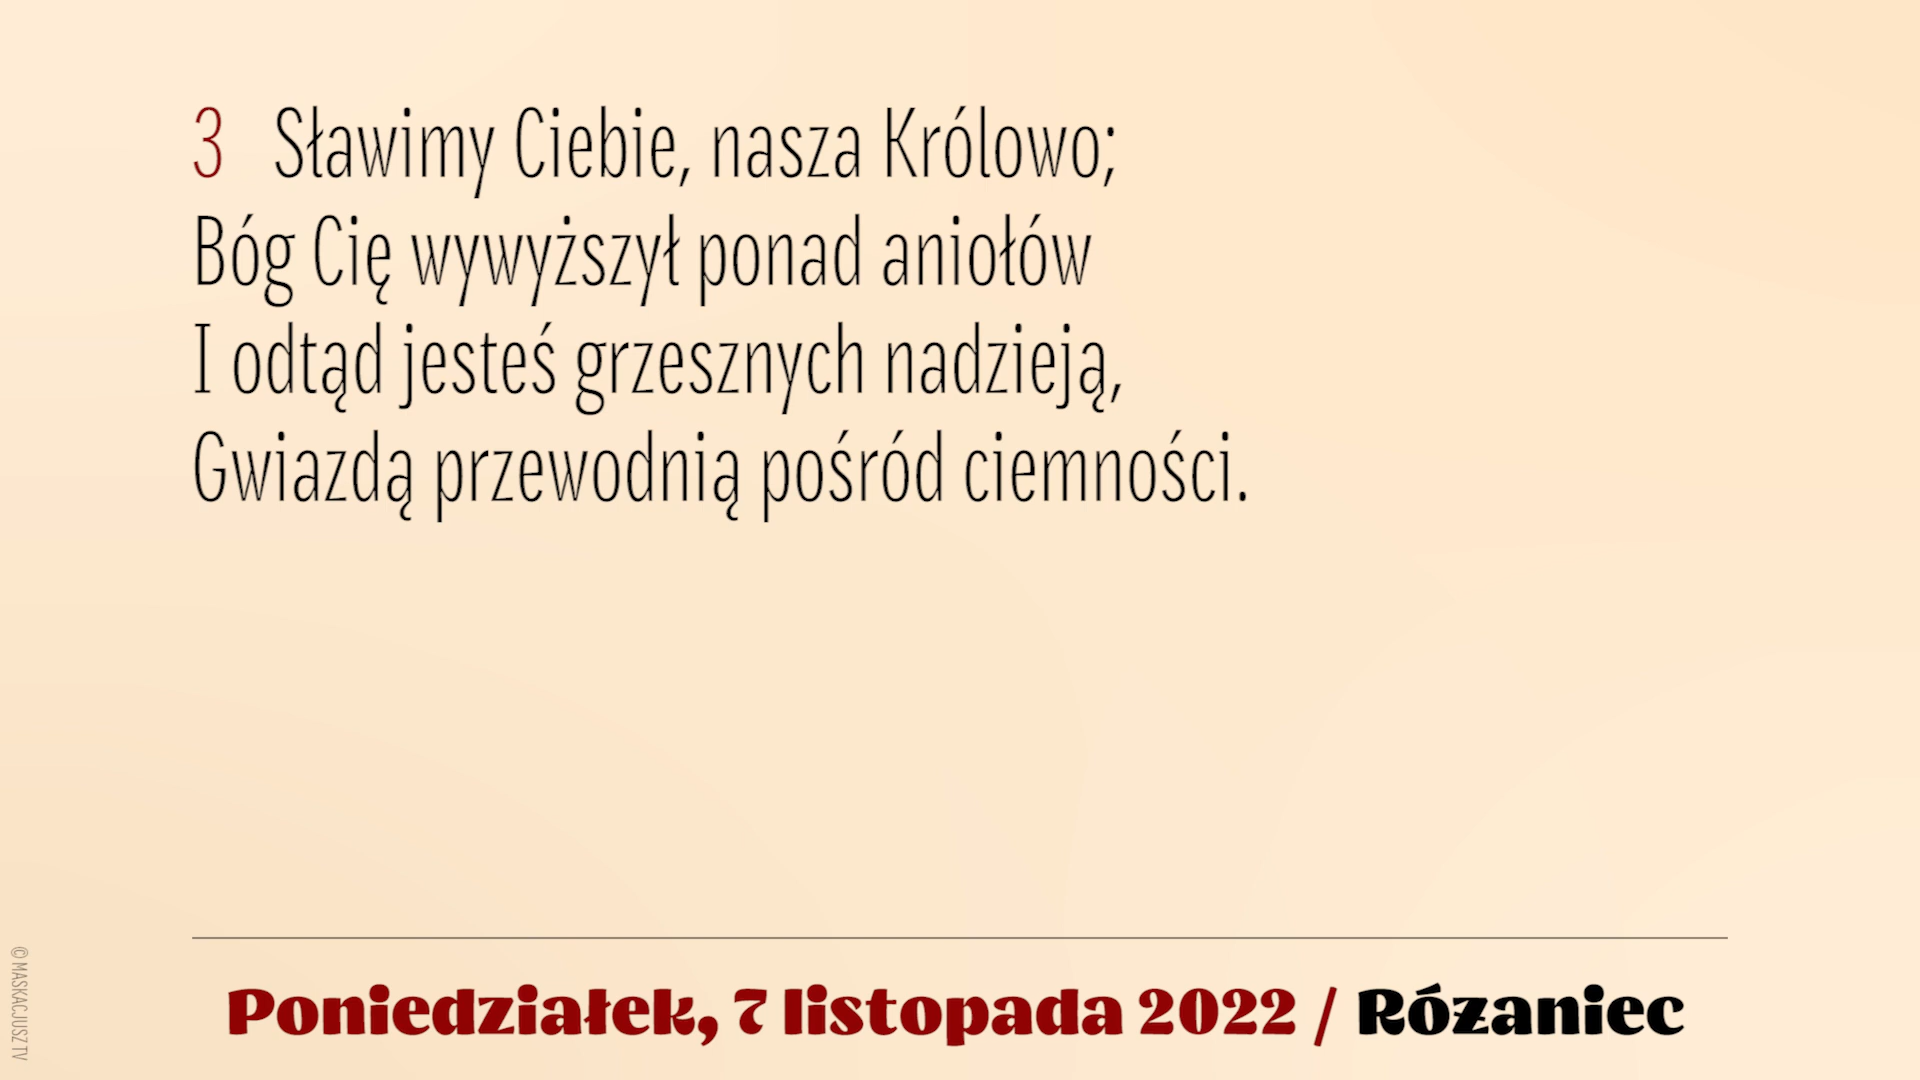 3 Sławimy Ciebie, nasza Królowo;
Bóg Cię wywyższył ponad aniołów
I odtąd jesteś grzesznych nadzieją,
Gwiazdą przewodnią pośród ciemności.
Poniedziałek, 7 listopada 2022 / Różaniec
© MASKACJUSZ TV